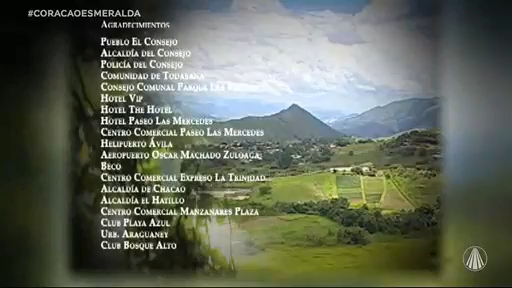 #CORACAOESMERALDA
AGRADECIMIENTOS
PUEBLO EL CONSEJO
ALCALDÍA DEL CONSEJO
POLICÍA DEL CONSEJO
COMUNIDAD DE TODASANA
CONSEJO COMUNAL PARQUE LAS
HOTEL VIP
HOTEL THE HOTEL
HOTEL PASEO LAS MERCEDES
CENTRO COMERCIAL PASEO LAS MERCEDES
HELIPUERTO ÁVILA
AEROPUERTO OSCAR MACHADO ZULOAGA
BECO
CENTRO COMERCIAL EXPRESO LA TRINIDAD
ALCALDÍA DE CHACAO
ALCALDÍA EL HATILLO
CENTRO COMERCIAL MANZANARES PLAZA
CLUB PLAYA AZUL
URB. ARAGUANEY
CLUB BOSQUE ALTO